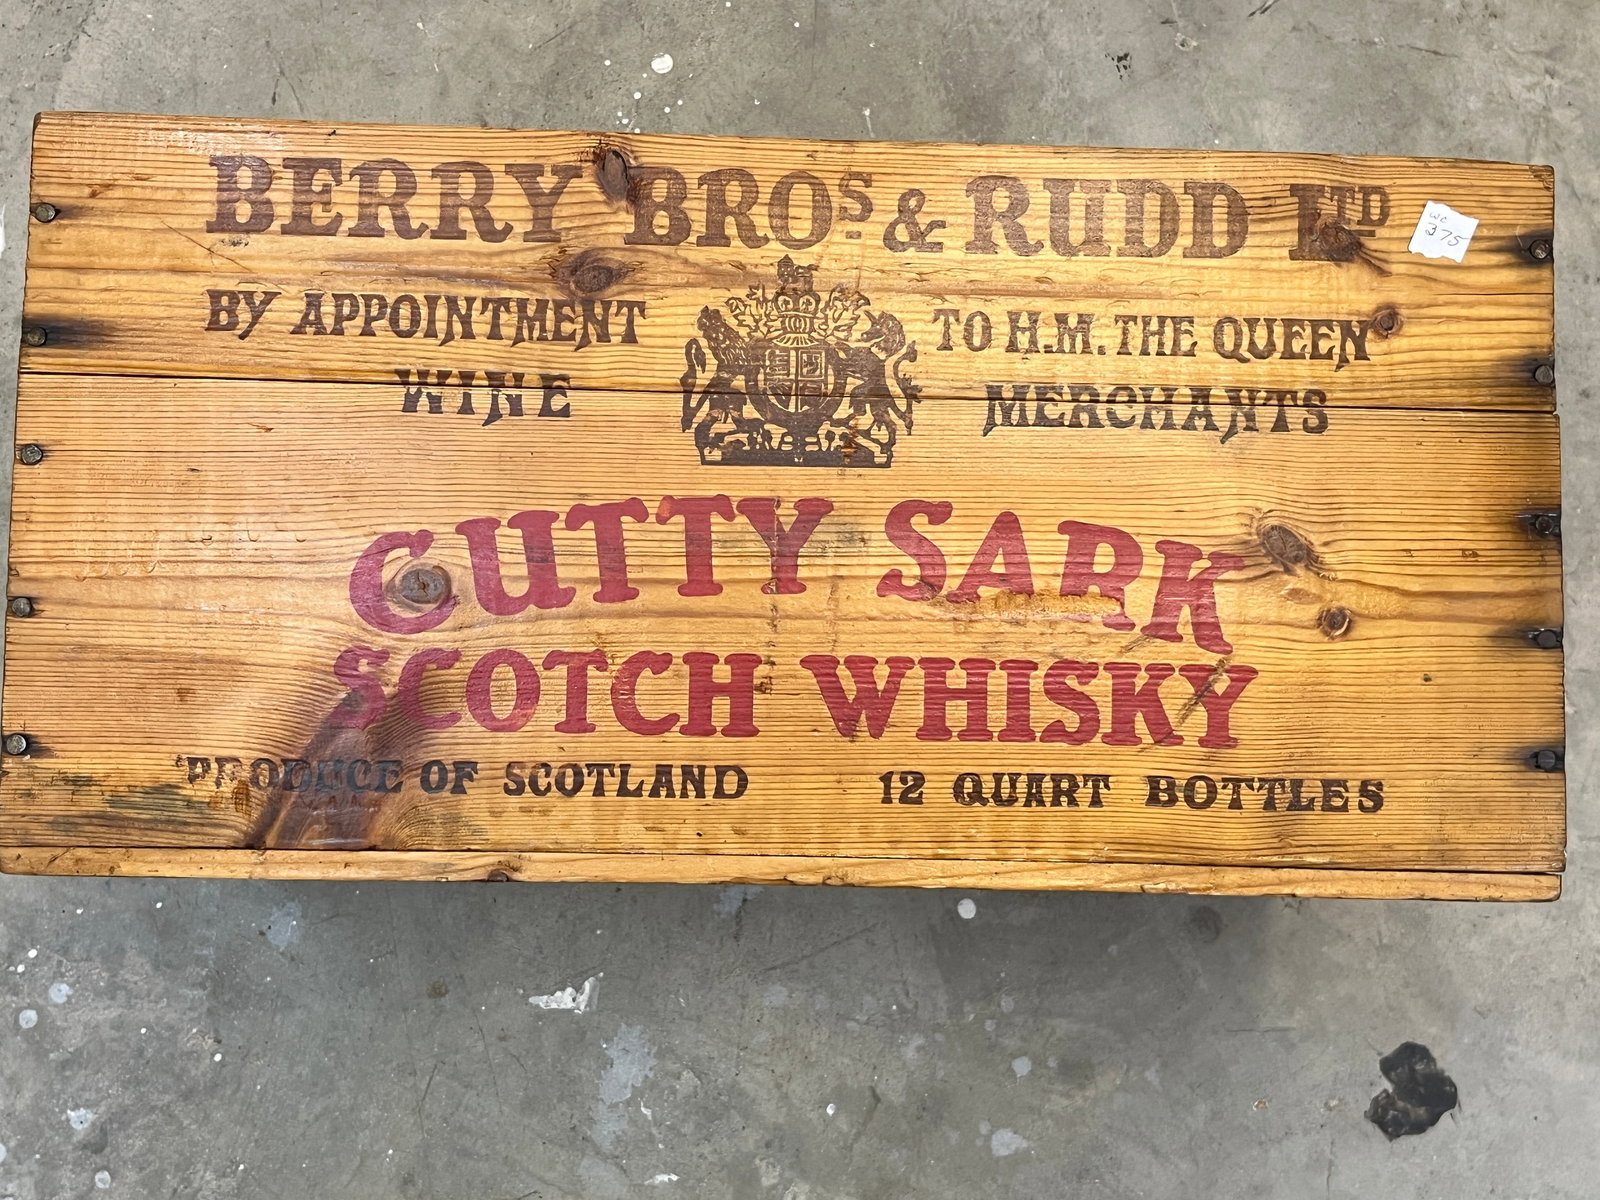 BERRY BROS & RUDD LTD
WC
375
BY APPOINTMENT TO H.M. THE QUEEN
WINE MERCHANTS
CUTTY SARK
SCOTCH WHISKY
PRODUCE OF SCOTLAND 12 QUART BOTTLES